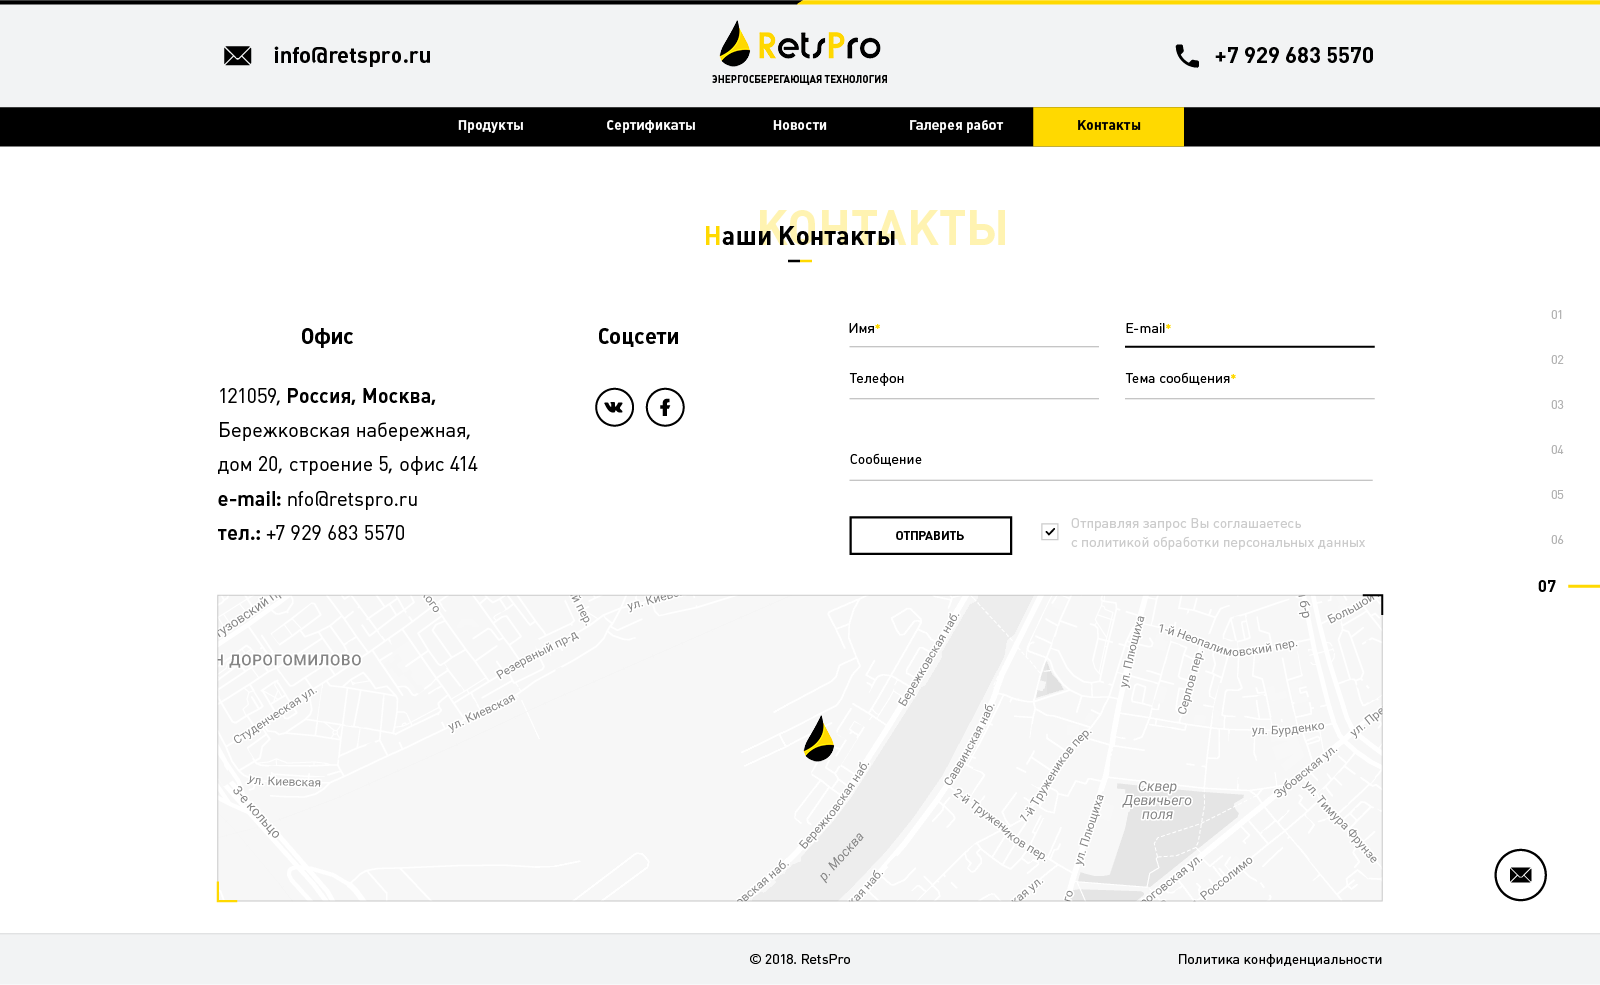 info@retspro.ru
RetsPro
ЭНЕРГОСБЕРЕГАЮЩАЯ ТЕХНОЛОГИЯ
+7 929 683 5570
Продукты
Сертификаты
Новости
Галерея работ
Контакты
КОНТАКТЫ
Наши Контакты
Офис
121059, Россия, Москва,
Бережковская набережная,
дом 20, строение 5, офис 414
e-mail: nfo@retspro.ru
тел.: +7 929 683 5570
Соцсети
Имя*
E-mail*
Телефон
Тема сообщения*
Сообщение
ОТПРАВИТЬ
Отправляя запрос Вы соглашаетесь
с политикой обработки персональных данных
01
02
03
04
05
06
07
Н ДОРОГОМИЛОВО
Студенческая ул.
ул. Киевская
Резервный пр-д
ул. Киевская
3-е кольцо
Бережковская наб.
Бережковская наб.
р. Москва
Саввинская наб.
2-й Тружеников пер.
1-й Тружеников пер.
ул. Плющиха
ул. Плющиха
1-й Неопалимовский пер.
Серпов пер.
б-р
Большой
ул. Бурденко
ул. Пре
Зубовская ул.
ул. Тимура Фрунзе
Сквер
Девичьего
поля
Россолимо
© 2018. RetsPro
Политика конфиденциальности